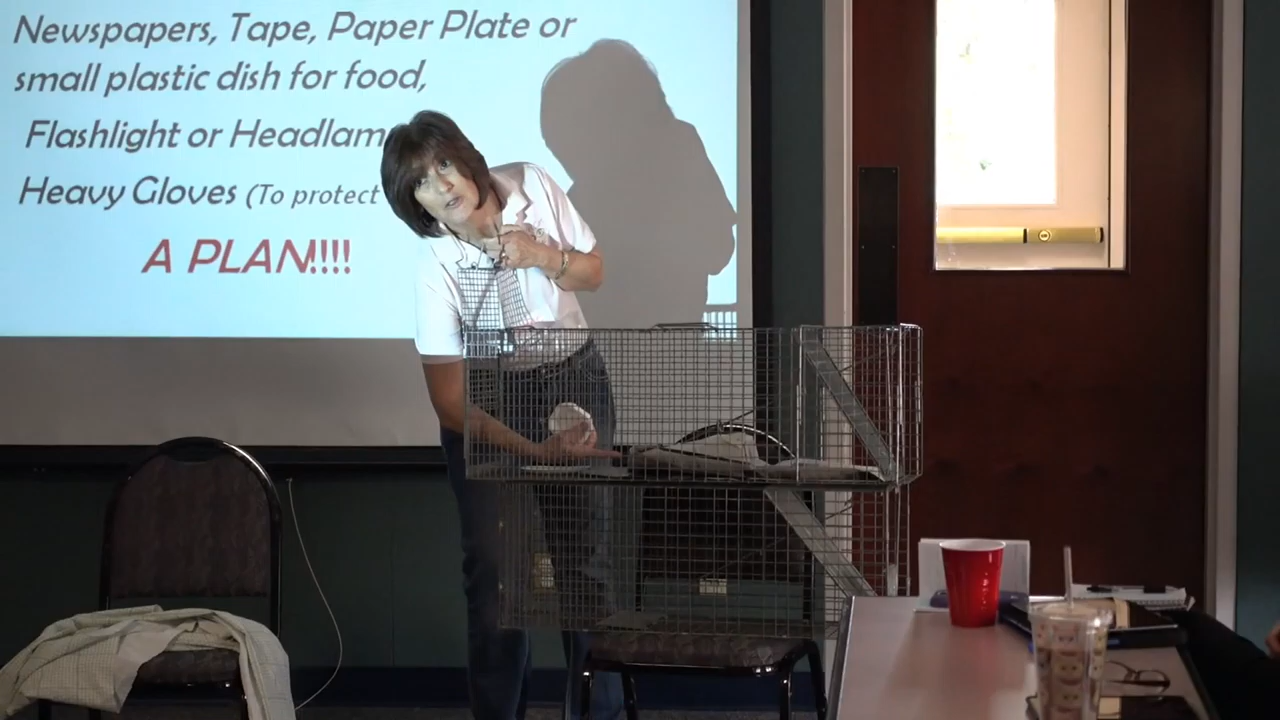 Newspapers, Tape, Paper Plate or
small plastic dish for food,
Flashlight or Headlam
Heavy Gloves (To protect
A PLAN!!!!